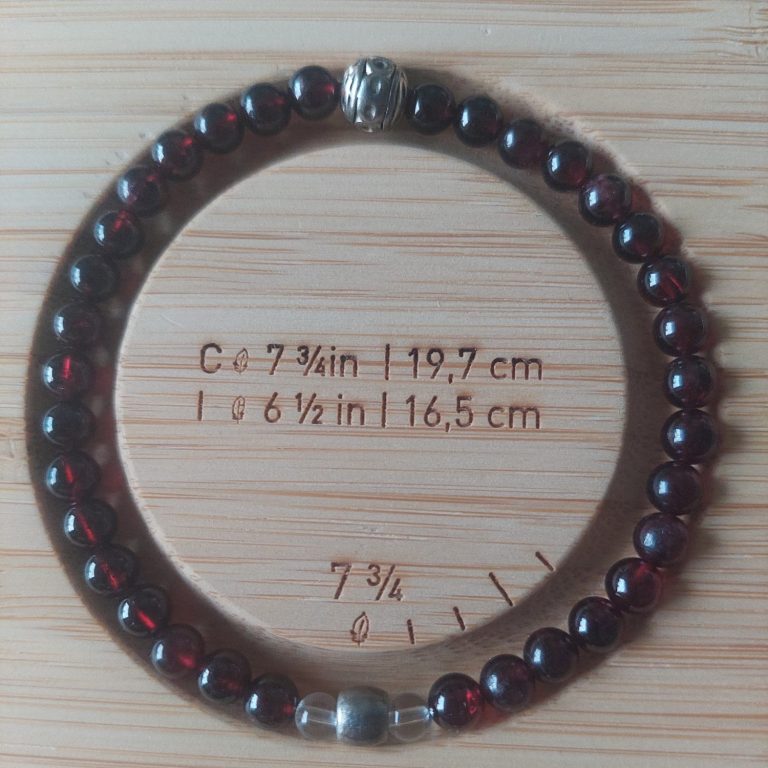 C 7 ¾in | 19,7 cm
I 6 ½ in | 16,5 cm
7 ¾